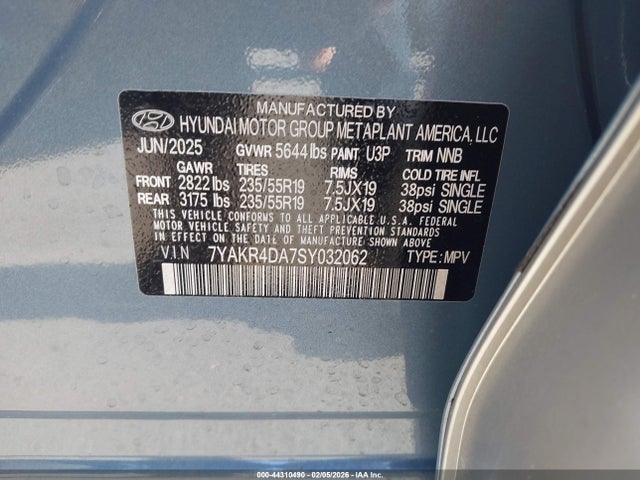 MANUFACTURED BY
HYUNDAI MOTOR GROUP METAPLANT AMERICA, LLC
JUN/2025 GVWR 5644 lbs PAINT U3P TRIM NNB
GAWR TIRES RIMS COLD TIRE INFL
FRONT 2822 lbs 235/55R19 7.5JX19 38psi SINGLE
REAR 3175 lbs 235/55R19 7.5JX19 38psi SINGLE
THIS VEHICLE CONFORMS TO ALL APPLICABLE U.S.A. FEDERAL
MOTOR VEHICLE SAFETY, BUMPER, AND
THEFT PREVENTION STANDARDS IN EFFECT ON
THE DATE OF MANUFACTURE SHOWN ABOVE.
V.I.N 7YAKR4DA7SY032062 TYPE: MPV
000-44310490 - 02/05/2026 - IAA Inc.